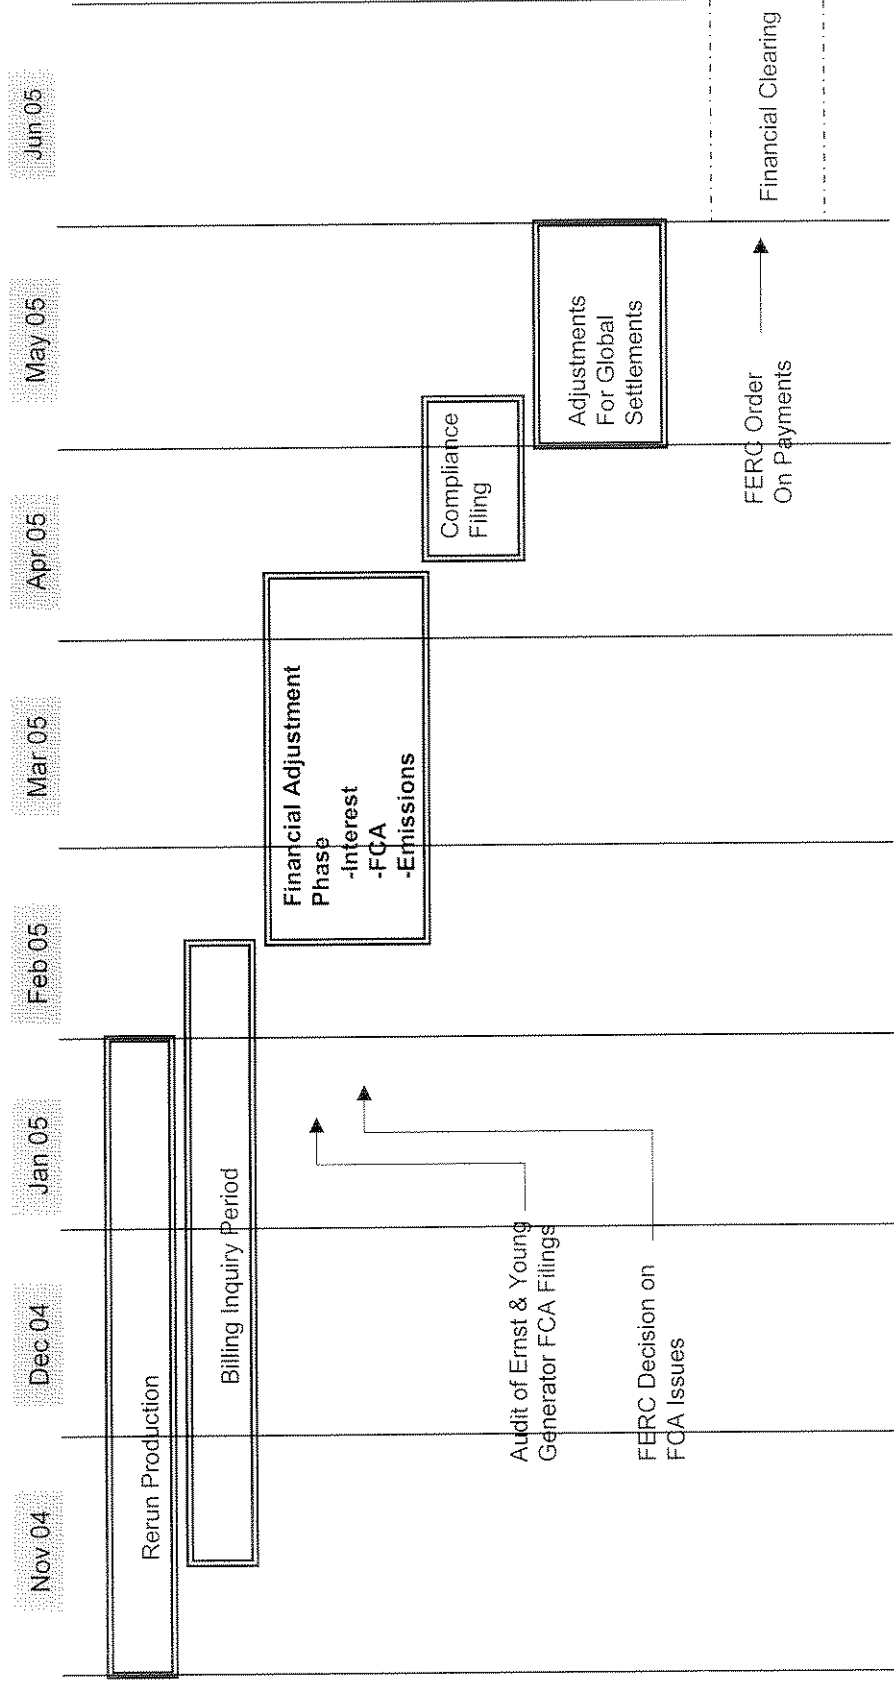 Nov 04
Dec 04
Jan 05
Feb 05
Mar 05
Apr 05
May 05
Jun 05
Rerun Production
Billing Inquiry Period
Financial Adjustment
Phase
-Interest
-FCA
-Emissions
Compliance
Filing
Adjustments
For Global
Settlements
Audit of Ernst & Young
Generator FCA Filings
FERC Decision on
FCA Issues
FERC Order
On Payments
Financial Clearing